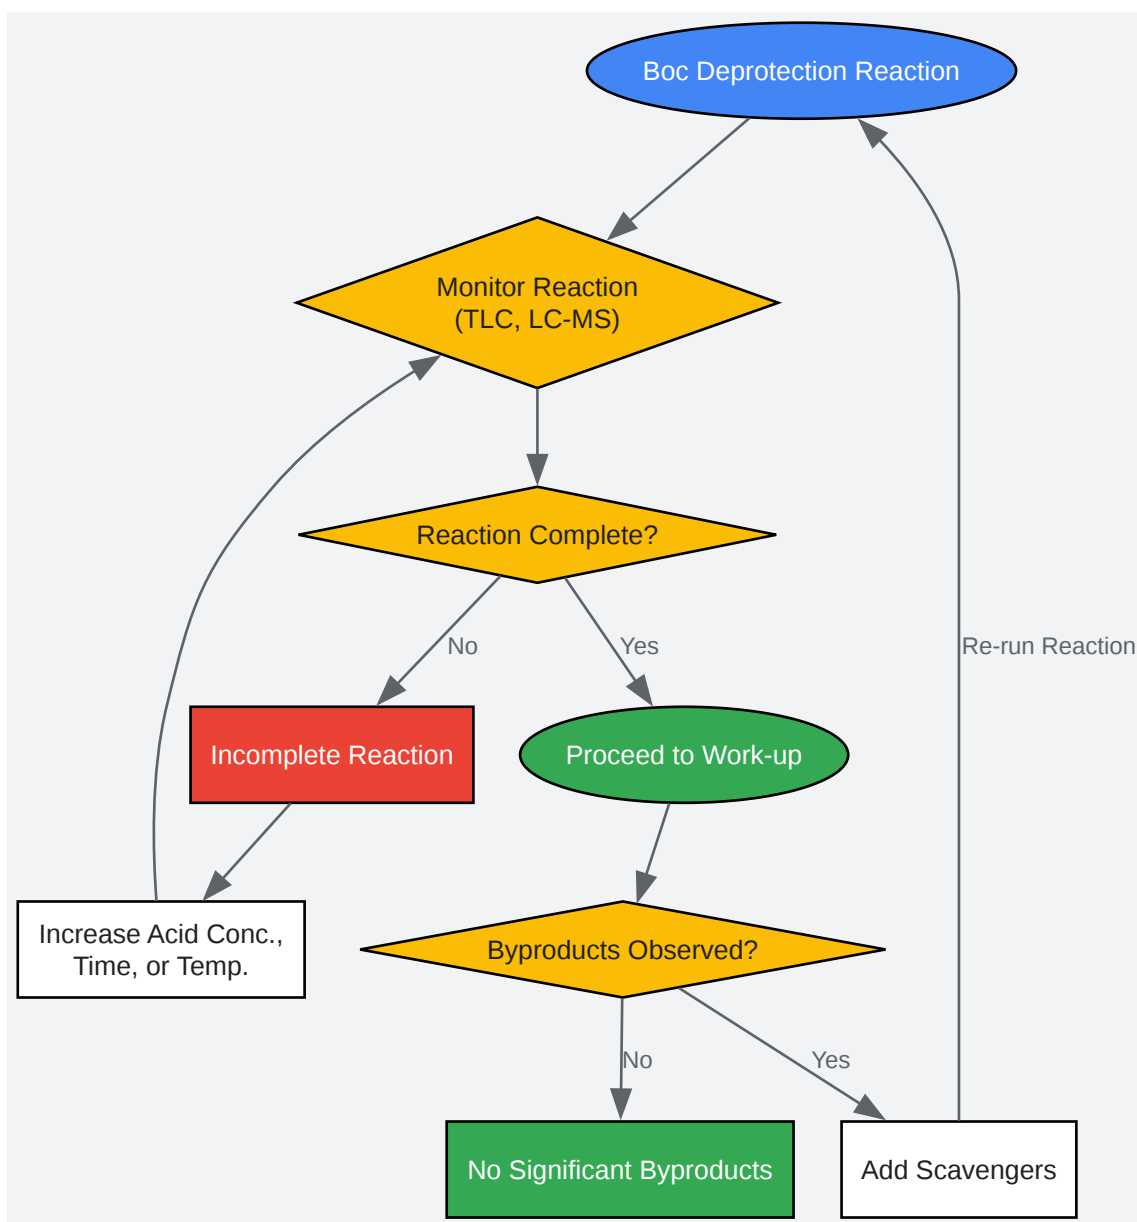 Boc Deprotection Reaction
Monitor Reaction
(TLC, LC-MS)
Reaction Complete?
No
Yes
Re-run Reaction
Incomplete Reaction
Proceed to Work-up
Increase Acid Conc.,
Time, or Temp.
Byproducts Observed?
No
Yes
No Significant Byproducts
Add Scavengers